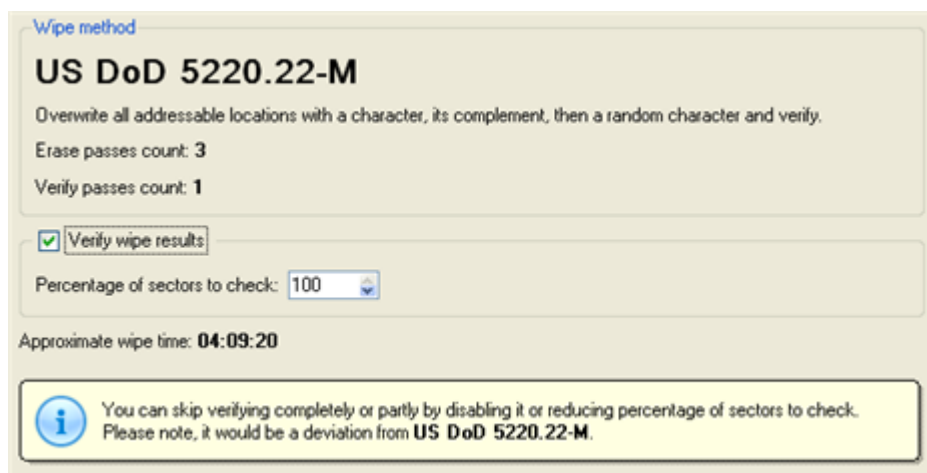 Wipe method
US DoD 5220.22-M
Overwrite all addressable locations with a character, its complement, then a random character and verify.
Erase passes count: 3
Verify passes count: 1
Verify wipe results
Percentage of sectors to check: 100
Approximate wipe time: 04:09:20
You can skip verifying completely or partly by disabling it or reducing percentage of sectors to check.
Please note, it would be a deviation from US DoD 5220.22-M.